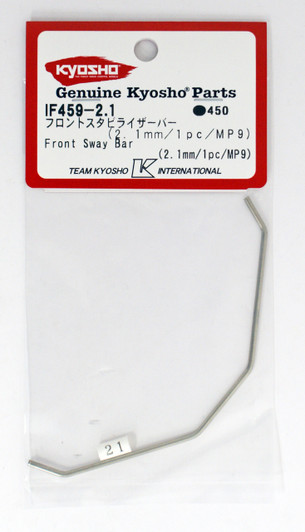 KYOSHO
Genuine Kyosho® Parts
IF459-2.1 ●450
フロントスタビライザーバー
(2.1mm/1pc/MP9)
Front Sway Bar
(2.1mm/1pc/MP9)
TEAM KYOSHO K INTERNATIONAL
21